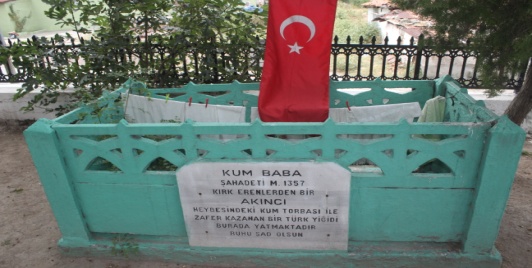 KUM BABA
ŞAHADETİ M. 1357
KIRK ERENLERDEN BİR
AKINCI
HEYBESİNDEKİ KUM TORBASI İLE
ZAFER KAZANAN BİR TÜRK YİĞİDİ
BURADA YATMAKTADIR
RUHU ŞAD OLSUN